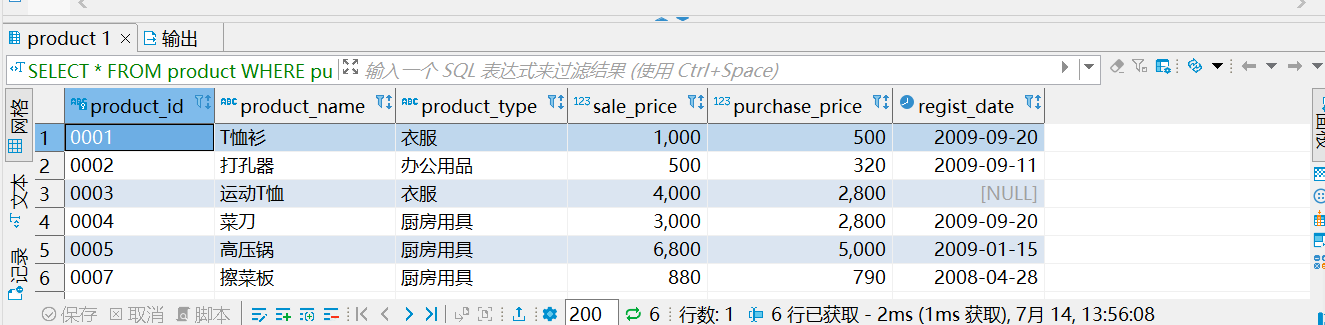 product 1 × 输出
SELECT * FROM product WHERE pu 输入一个 SQL 表达式来过滤结果 (使用 Ctrl+Space)
网格
文本
记录
product_id ABC product_name ABC product_type 123 sale_price 123 purchase_price regist_date
1 0001 T恤衫 衣服 1,000 500 2009-09-20
2 0002 打孔器 办公用品 500 320 2009-09-11
3 0003 运动T恤 衣服 4,000 2,800 [NULL]
4 0004 菜刀 厨房用具 3,000 2,800 2009-09-20
5 0005 高压锅 厨房用具 6,800 5,000 2009-01-15
6 0007 擦菜板 厨房用具 880 790 2008-04-28
保存 取消 脚本 200 6 行数: 1 6 行已获取 - 2ms (1ms 获取), 7月 14, 13:56:08